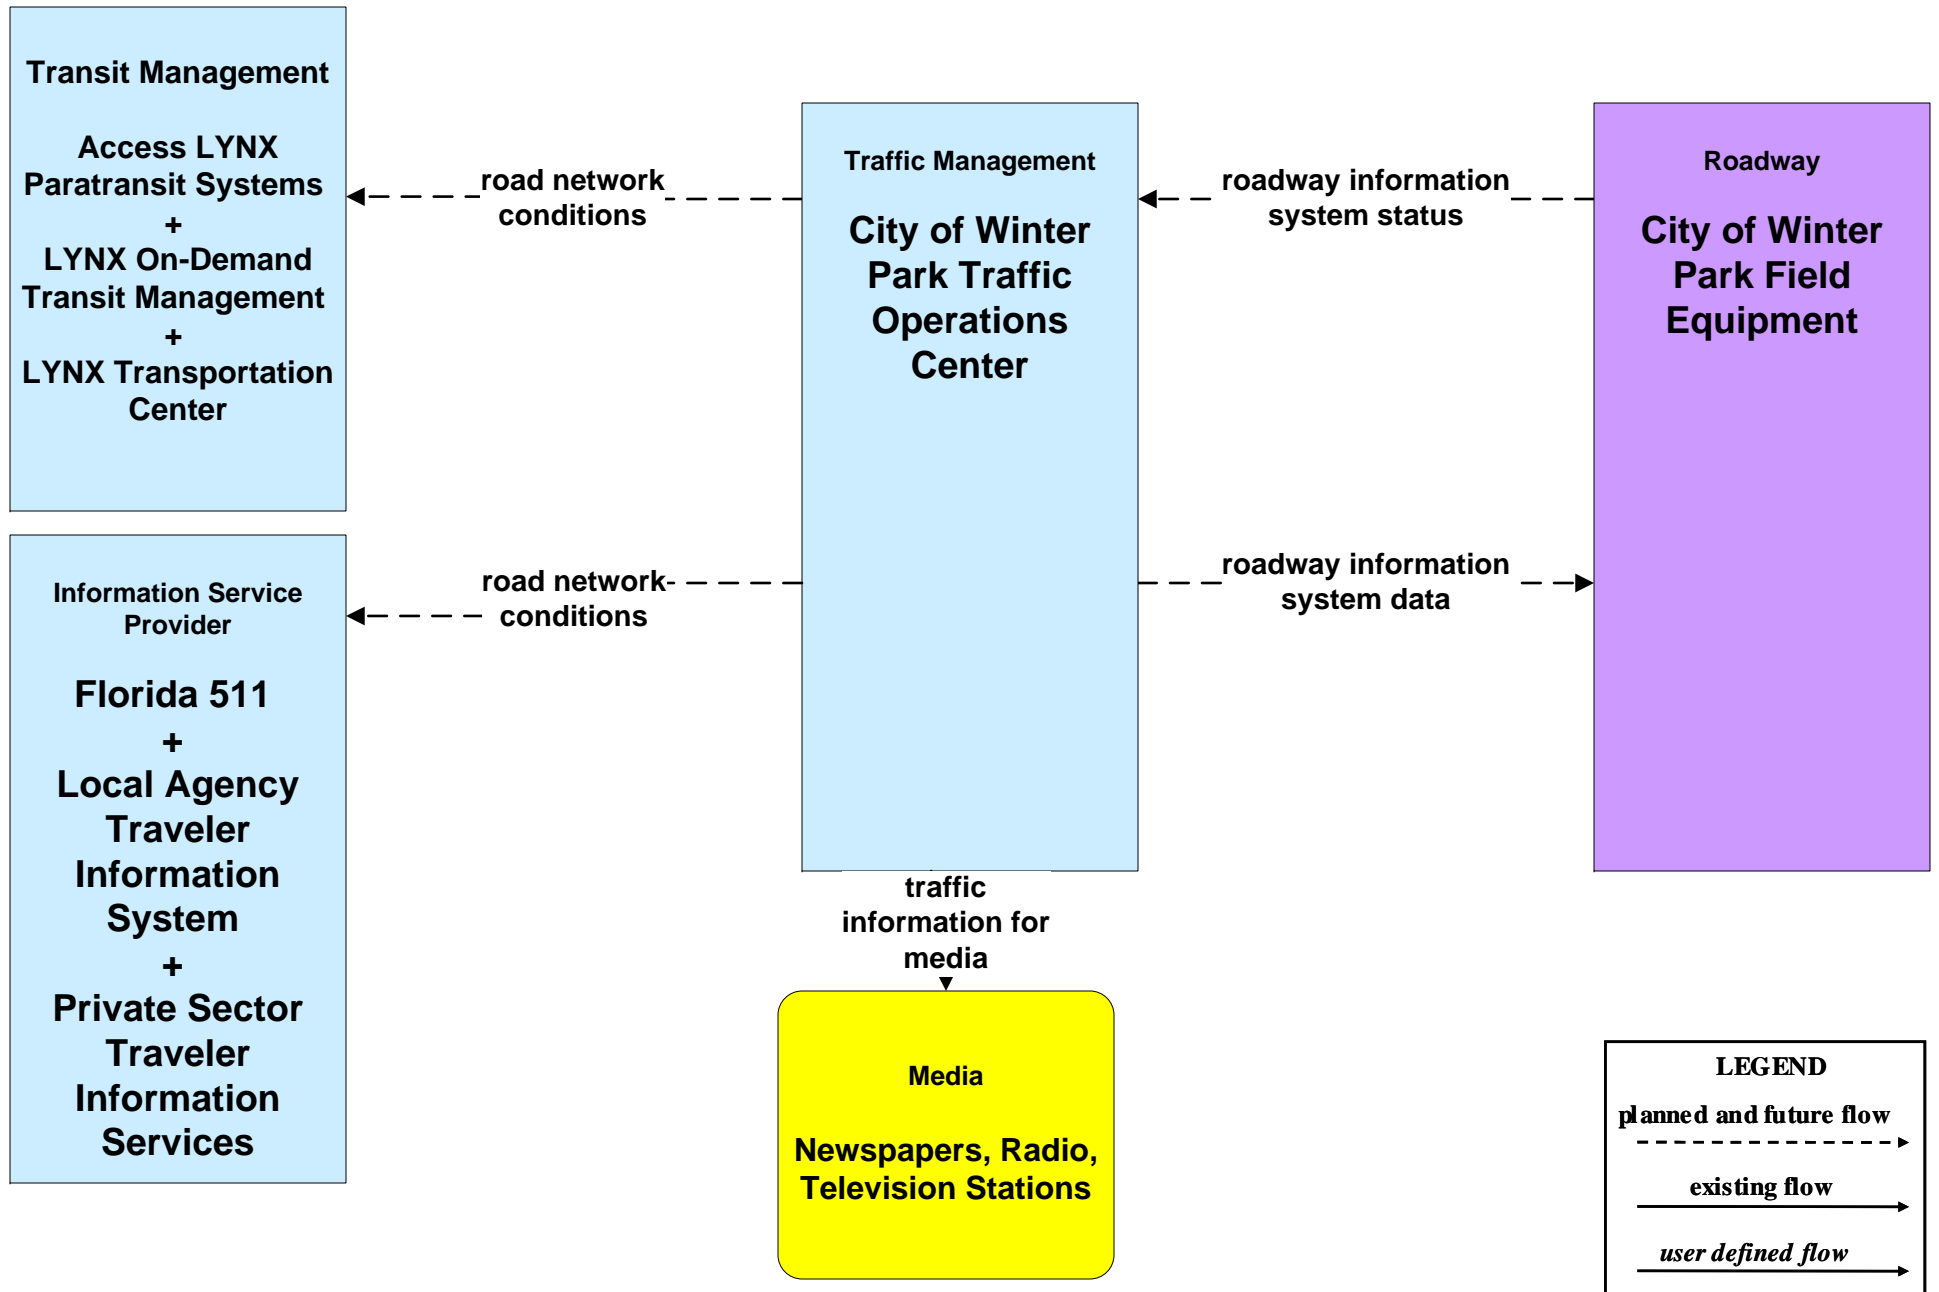 Transit Management
Access LYNX
Paratransit Systems
+
LYNX On-Demand
Transit Management
+
LYNX Transportation
Center
road network
conditions
Traffic Management
City of Winter
Park Traffic
Operations
Center
roadway information
system status
Roadway
City of Winter
Park Field
Equipment
Information Service
Provider
Florida 511
+
Local Agency
Traveler
Information
System
+
Private Sector
Traveler
Information
Services
road network
conditions
roadway information
system data
traffic
information for
media
Media
Newspapers, Radio,
Television Stations
LEGEND
planned and future flow
existing flow
user defined flow